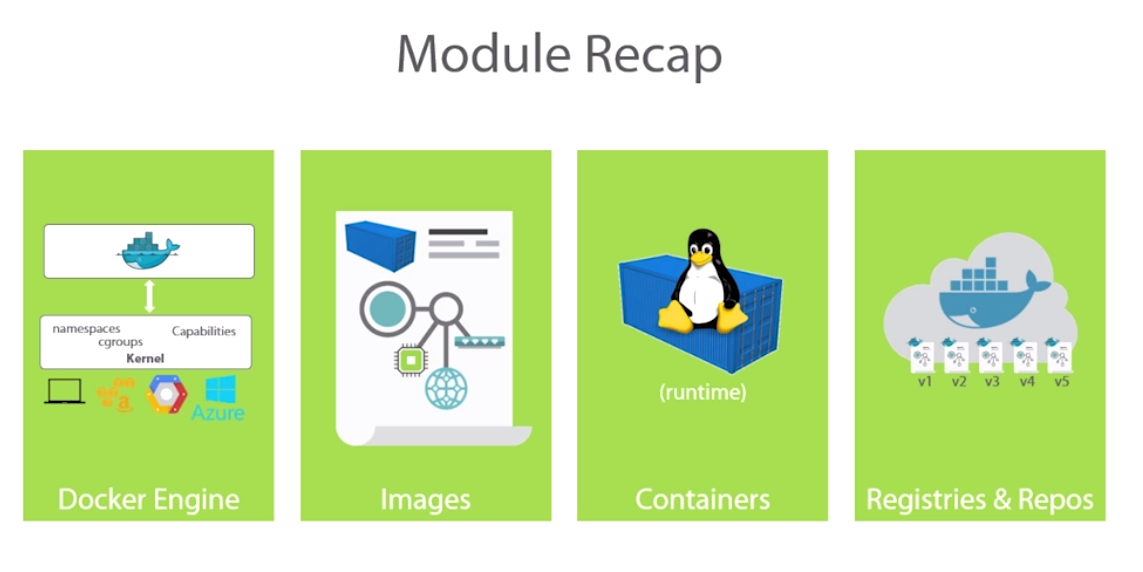 Module Recap
namespaces
Capabilities
cgroups
Kernel
a
Azure
Docker Engine
Images
(runtime)
Containers
v1 v2 v3 v4 v5
Registries & Repos